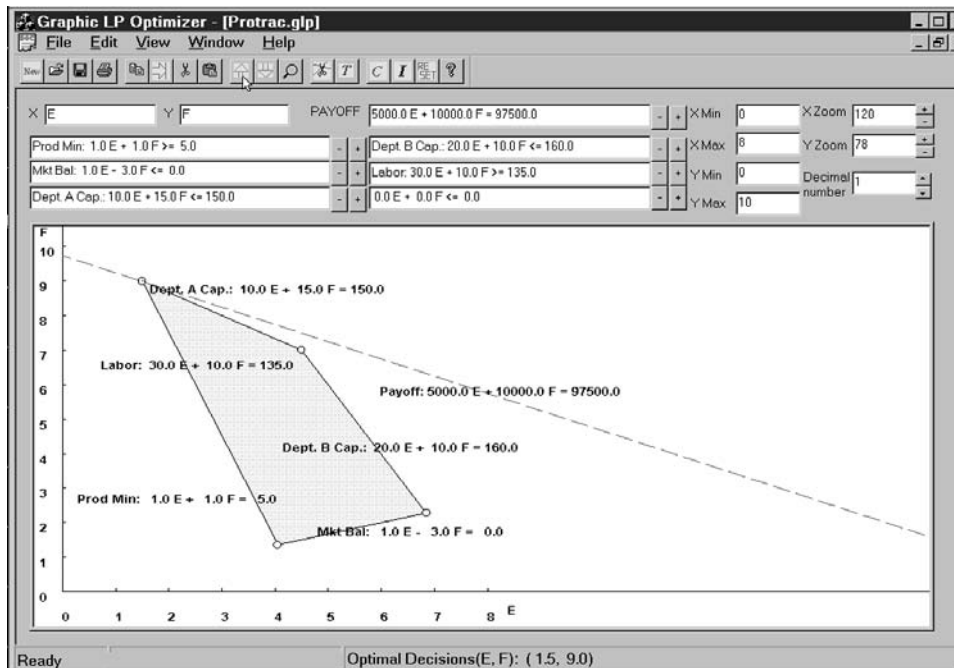 Graphic LP Optimizer - [Protrac.glp]
File Edit View Window Help
New T C I RE SET ?
X E Y F PAYOFF 5000.0 E + 10000.0 F = 97500.0 - + X Min 0 X Zoom 120 + -
Prod Min: 1.0 E + 1.0 F >= 5.0 - + Dept. B Cap.: 20.0 E + 10.0 F <= 160.0 - + X Max 8 Y Zoom 78 + -
Mkt Bal: 1.0 E - 3.0 F <= 0.0 - + Labor: 30.0 E + 10.0 F >= 135.0 - + Y Min 0 Decimal number 1
Dept. A Cap.: 10.0 E + 15.0 F <= 150.0 - + 0.0 E + 0.0 F <= 0.0 - + Y Max 10
F
10
9
Dept. A Cap.: 10.0 E + 15.0 F = 150.0
8
7
Labor: 30.0 E + 10.0 F = 135.0
6
Payoff: 5000.0 E + 10000.0 F = 97500.0
5
4
Dept. B Cap.: 20.0 E + 10.0 F = 160.0
3
Prod Min: 1.0 E + 1.0 F = 5.0
2
Mkt Bal: 1.0 E - 3.0 F = 0.0
1
0
0 1 2 3 4 5 6 7 8 E
Ready Optimal Decisions(E, F): ( 1.5, 9.0)